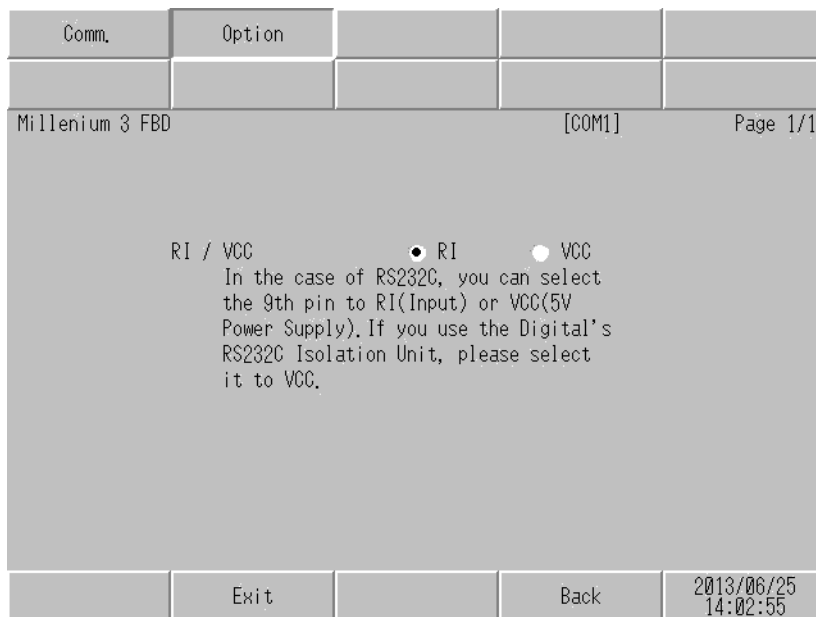 Comm. Option
Millenium 3 FBD [COM1] Page 1/1
RI / VCC RI VCC
In the case of RS232C, you can select
the 9th pin to RI(Input) or VCC(5V
Power Supply).If you use the Digital's
RS232C Isolation Unit, please select
it to VCC.
Exit Back 2013/06/25
14:02:55